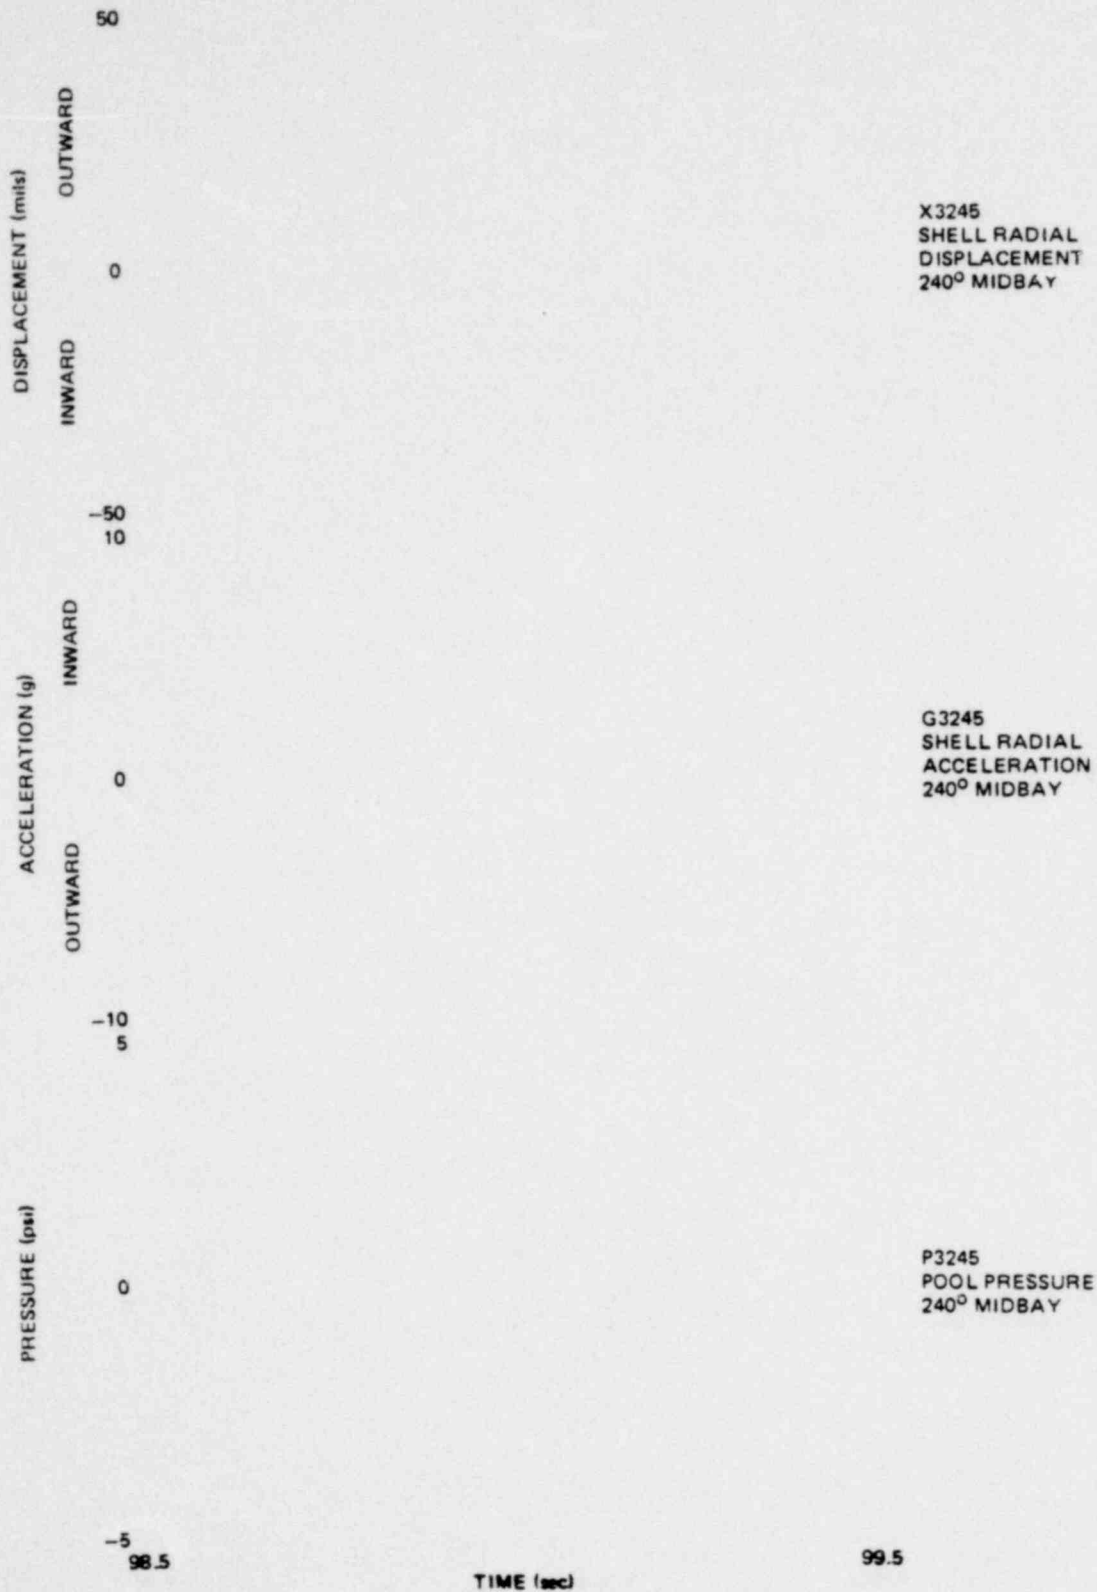 50
OUTWARD
DISPLACEMENT (mils)
X3245
SHELL RADIAL
DISPLACEMENT
240° MIDBAY
0
INWARD
-50
10
INWARD
ACCELERATION (g)
G3245
SHELL RADIAL
ACCELERATION
240° MIDBAY
0
OUTWARD
-10
5
PRESSURE (psi)
P3245
POOL PRESSURE
240° MIDBAY
0
-5
98.5
99.5
TIME (sec)